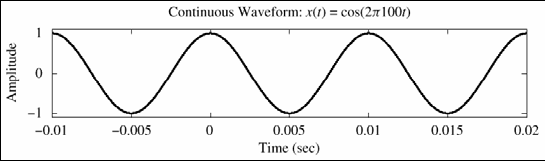 Continuous Waveform: x(t) = cos(2π100t)
Amplitude
1
0
−1
−0.01 −0.005 0 0.005 0.01 0.015 0.02
Time (sec)